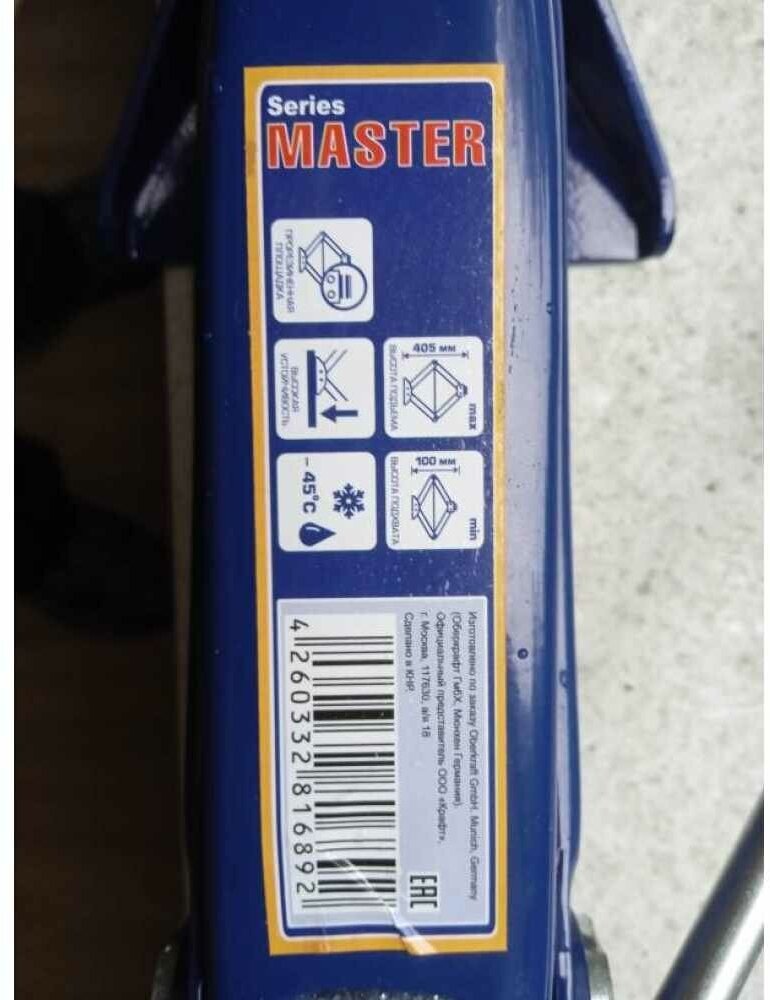 Series
MASTER
ПРОРЕЗИНЕННАЯ
ПЛОЩАДКА
ВЫСОКАЯ
УСТОЙЧИВОСТЬ
405 мм
ВЫСОТА ПОДЪЕМА
max
- 45°C
100 мм
ВЫСОТА ПОДХВАТА
min
Изготовлено по заказу Oberkraft GmbH, Munich, Germany
(Оберкрафт ГмбХ, Мюнхен Германия).
Официальный представитель ООО «Крафт»,
г. Москва, 117630, а/я 18
Сделано в КНР.
4 260332 816892
EAC